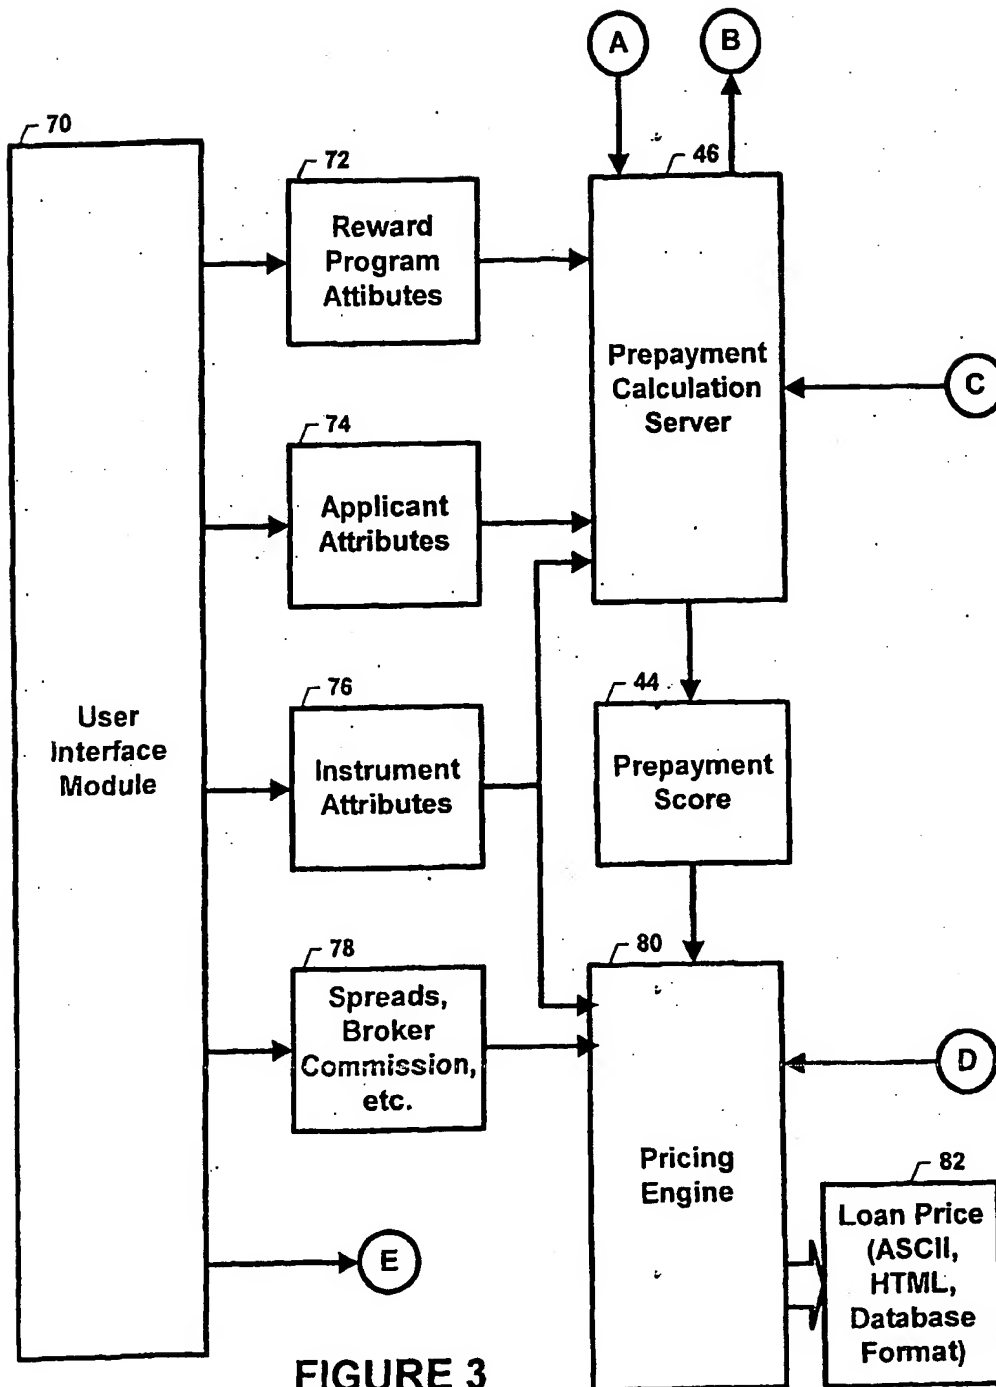 A
B
70
72
46
Reward
Program
Attibutes
Prepayment
Calculation
Server
C
74
Applicant
Attributes
76
44
User
Interface
Module
Instrument
Attributes
Prepayment
Score
78
80
Spreads,
Broker
Commission,
etc.
D
Pricing
Engine
82
Loan Price
(ASCII,
HTML,
Database
Format)
E
FIGURE 3